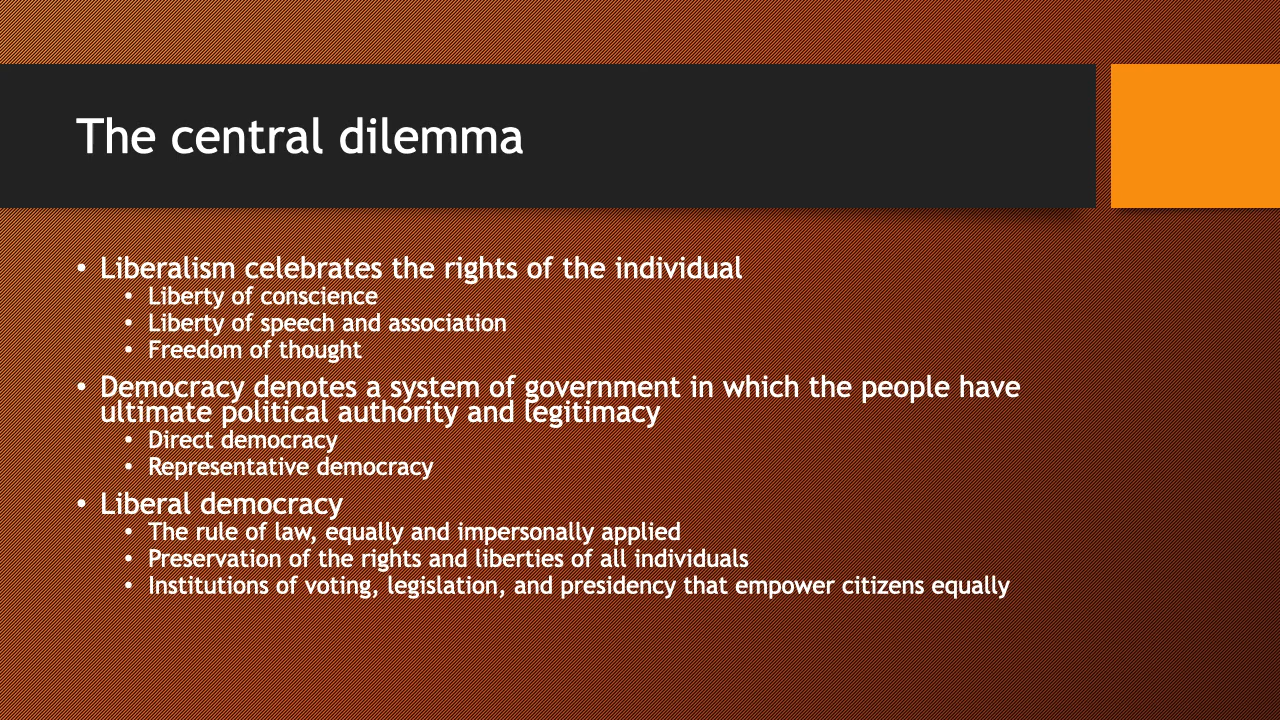 The central dilemma
• Liberalism celebrates the rights of the individual
• Liberty of conscience
• Liberty of speech and association
• Freedom of thought
• Democracy denotes a system of government in which the people have
ultimate political authority and legitimacy
• Direct democracy
• Representative democracy
• Liberal democracy
• The rule of law, equally and impersonally applied
• Preservation of the rights and liberties of all individuals
• Institutions of voting, legislation, and presidency that empower citizens equally